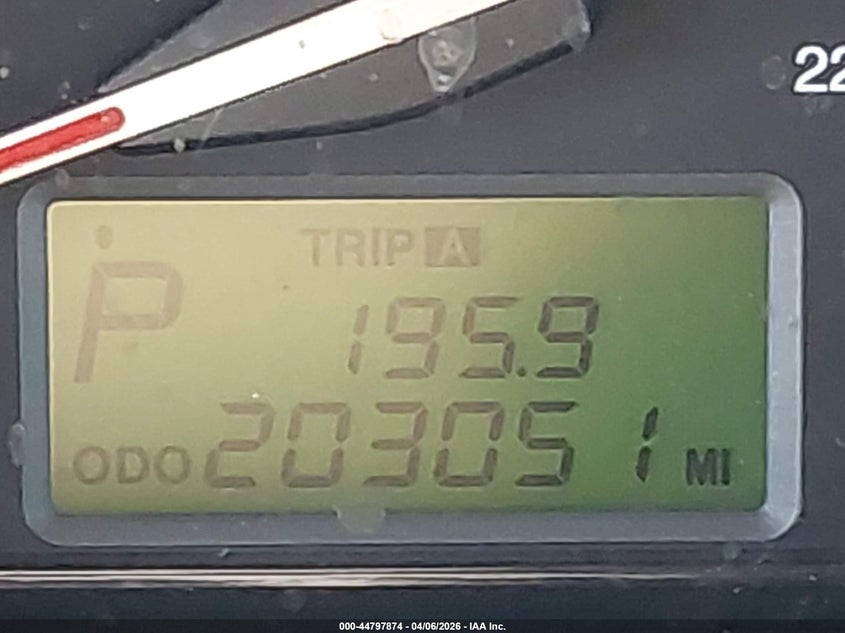 22
TRIP A
P
195.9
ODO 203051 MI
000-44797874 - 04/06/2026 - IAA Inc.